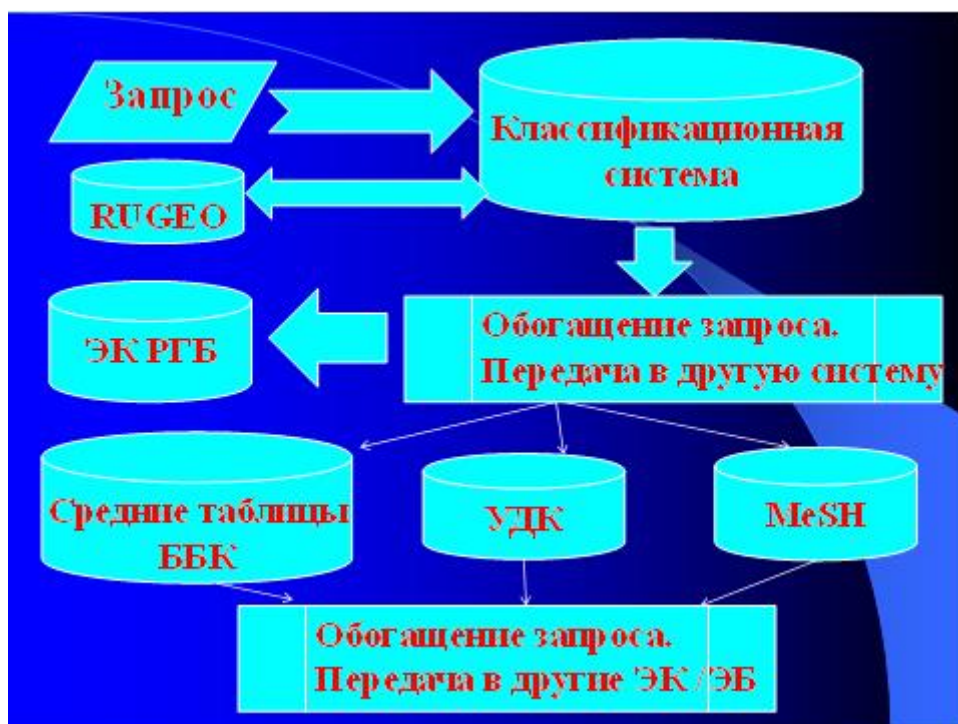 Запрос
Классификационная
система
RUGEO
Обогащение запроса.
Передача в другую систему
ЭК РГБ
Средние таблицы
ББК
УДК
MeSH
Обогащение запроса.
Передача в другие ЭК /ЭБ